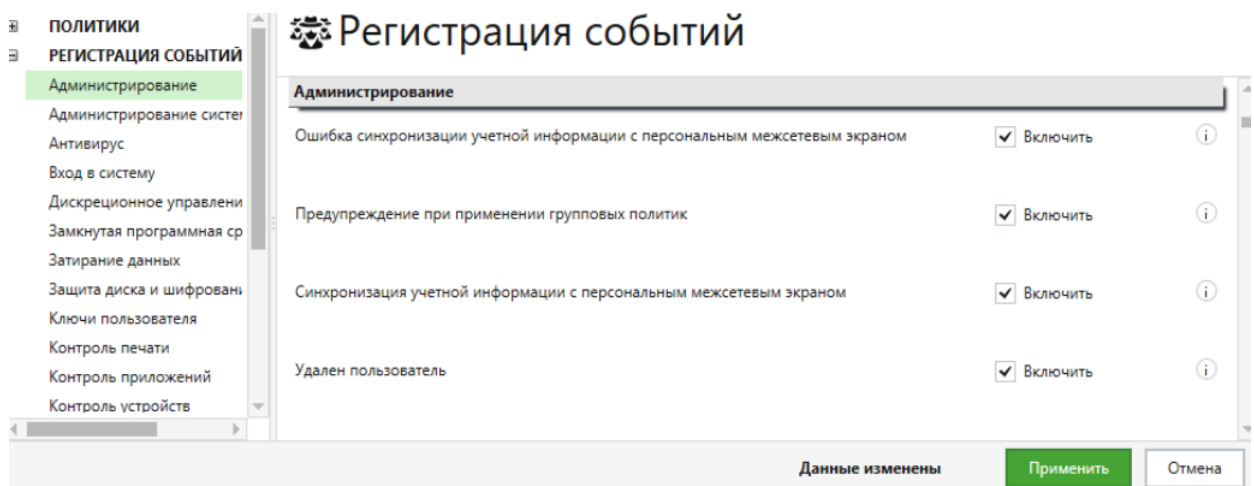 ПОЛИТИКИ
РЕГИСТРАЦИЯ СОБЫТИЙ
Администрирование
Администрирование систе
Антивирус
Вход в систему
Дискреционное управлени
Замкнутая программная ср
Затирание данных
Защита диска и шифровани
Ключи пользователя
Контроль печати
Контроль приложений
Контроль устройств
Регистрация событий
Администрирование
Ошибка синхронизации учетной информации с персональным межсетевым экраном
Включить
Предупреждение при применении групповых политик
Включить
Синхронизация учетной информации с персональным межсетевым экраном
Включить
Удален пользователь
Включить
Данные изменены
Применить
Отмена